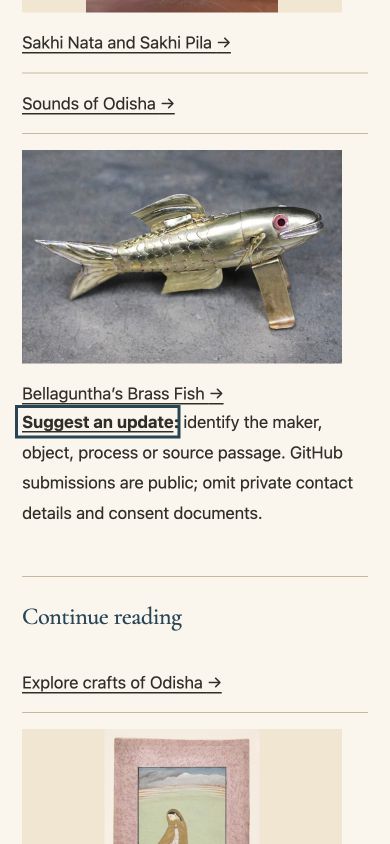 Sakhi Nata and Sakhi Pila →
Sounds of Odisha →
Bellaguntha’s Brass Fish →
Suggest an update: identify the maker,
object, process or source passage. GitHub
submissions are public; omit private contact
details and consent documents.
Continue reading
Explore crafts of Odisha →